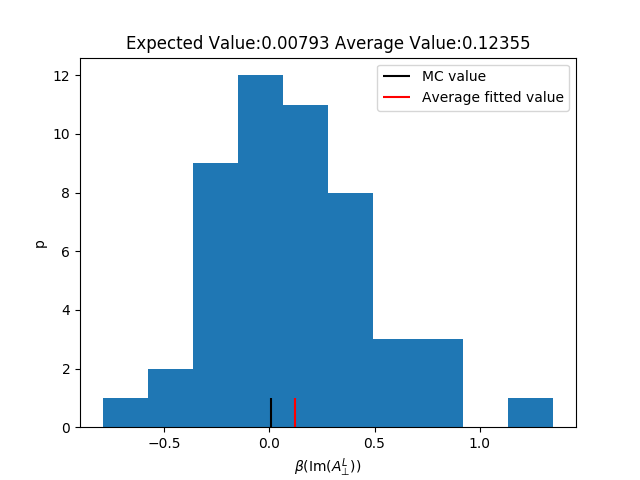 Expected Value:0.00793 Average Value:0.12355
MC value
Average fitted value
12
10
8
6
4
2
0
p
−0.5 0.0 0.5 1.0
β(Im(A⊥ᴸ))